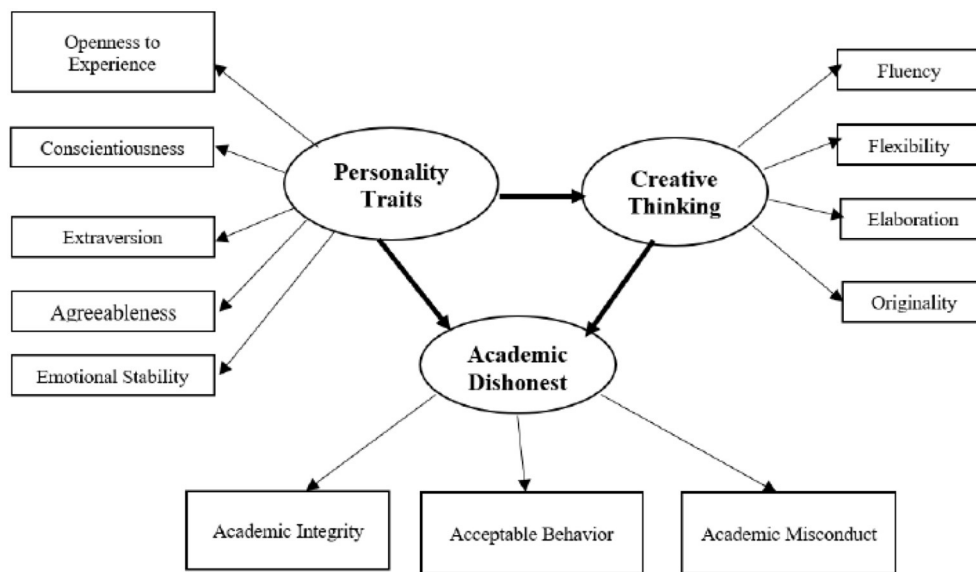 Openness to
Experience
Conscientiousness
Extraversion
Agreeableness
Emotional Stability
Personality
Traits
Creative
Thinking
Fluency
Flexibility
Elaboration
Originality
Academic
Dishonest
Academic Integrity
Acceptable Behavior
Academic Misconduct